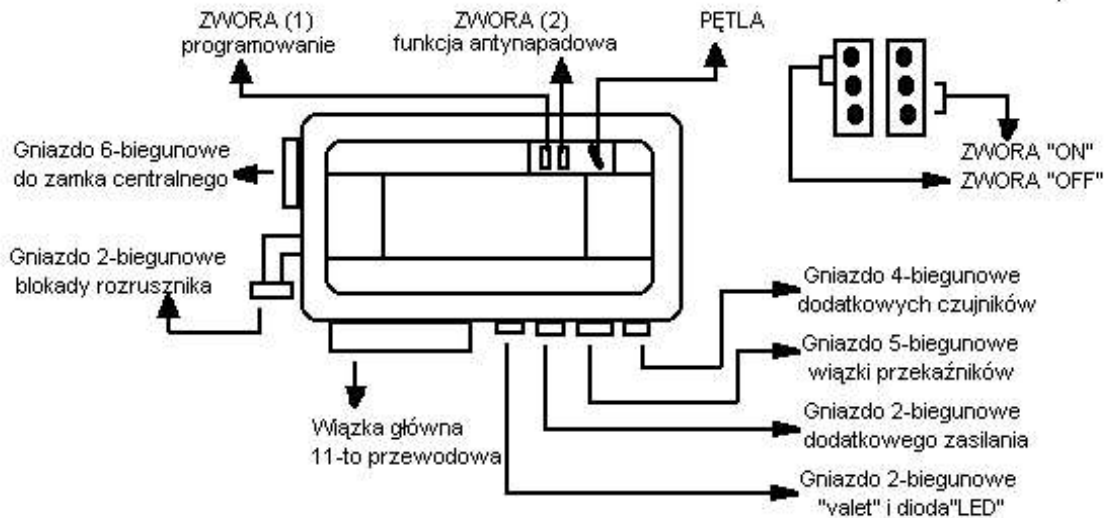 ZWORA (1)
programowanie
ZWORA (2)
funkcja antynapadowa
PĘTLA
ZWORA "ON"
ZWORA "OFF"
Gniazdo 6-biegunowe
do zamka centralnego
Gniazdo 2-biegunowe
blokady rozrusznika
Wiązka główna
11-to przewodowa
Gniazdo 4-biegunowe
dodatkowych czujników
Gniazdo 5-biegunowe
wiązki przekaźników
Gniazdo 2-biegunowe
dodatkowego zasilania
Gniazdo 2-biegunowe
"valet" i dioda"LED"